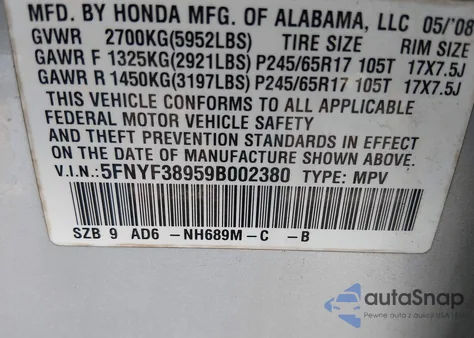 MFD. BY HONDA MFG. OF ALABAMA, LLC 05/'08
GVWR 2700KG(5952LBS) TIRE SIZE RIM SIZE
GAWR F 1325KG(2921LBS) P245/65R17 105T 17X7.5J
GAWR R 1450KG(3197LBS) P245/65R17 105T 17X7.5J
THIS VEHICLE CONFORMS TO ALL APPLICABLE
FEDERAL MOTOR VEHICLE SAFETY BUMPER
AND THEFT PREVENTION STANDARDS IN EFFECT
ON THE DATE OF MANUFACTURE SHOWN ABOVE.
V.I.N.: 5FNYF38959B002380 TYPE: MPV
SZB 9 AD6 -NH689M-C -B
autoSnap